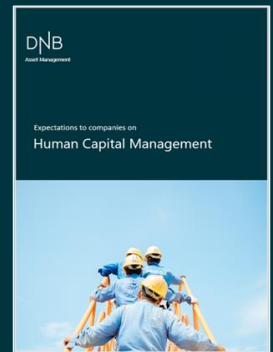 DNB
Asset Management
Expectations to companies on
Human Capital Management